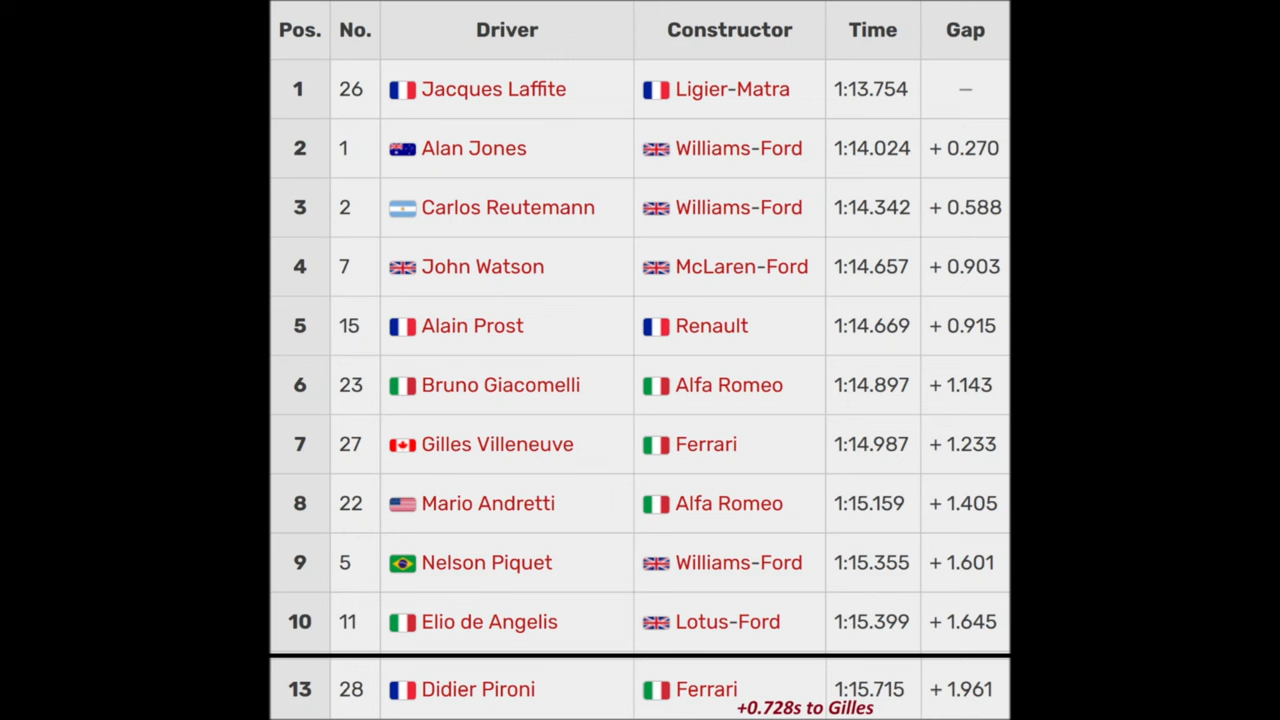 Pos. No. Driver Constructor Time Gap
1 26 Jacques Laffite Ligier-Matra 1:13.754 —
2 1 Alan Jones Williams-Ford 1:14.024 + 0.270
3 2 Carlos Reutemann Williams-Ford 1:14.342 + 0.588
4 7 John Watson McLaren-Ford 1:14.657 + 0.903
5 15 Alain Prost Renault 1:14.669 + 0.915
6 23 Bruno Giacomelli Alfa Romeo 1:14.897 + 1.143
7 27 Gilles Villeneuve Ferrari 1:14.987 + 1.233
8 22 Mario Andretti Alfa Romeo 1:15.159 + 1.405
9 5 Nelson Piquet Williams-Ford 1:15.355 + 1.601
10 11 Elio de Angelis Lotus-Ford 1:15.399 + 1.645
13 28 Didier Pironi Ferrari 1:15.715 + 1.961
+0.728s to Gilles